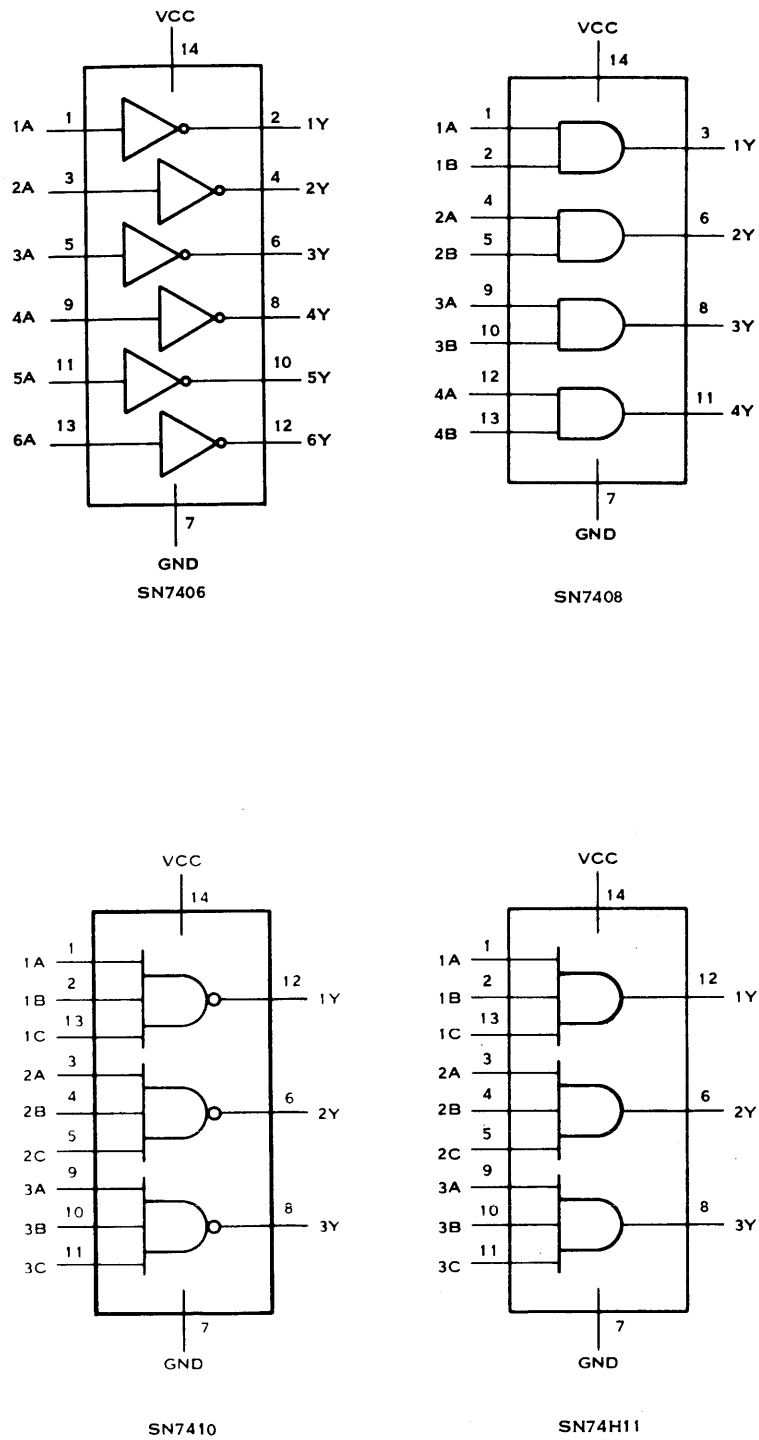 VCC
14
1A 1 2 1Y
2A 3 4 2Y
3A 5 6 3Y
4A 9 8 4Y
5A 11 10 5Y
6A 13 12 6Y
7
GND
SN7406
VCC
14
1A 1
3 1Y
1B 2
2A 4
6 2Y
2B 5
3A 9
8 3Y
3B 10
4A 12
11 4Y
4B 13
7
GND
SN7408
VCC
14
1A 1
1B 2 12 1Y
1C 13
2A 3
2B 4 6 2Y
2C 5
3A 9
3B 10 8 3Y
3C 11
7
GND
SN7410
VCC
14
1A 1
1B 2 12 1Y
1C 13
2A 3
2B 4 6 2Y
2C 5
3A 9
3B 10 8 3Y
3C 11
7
GND
SN74H11